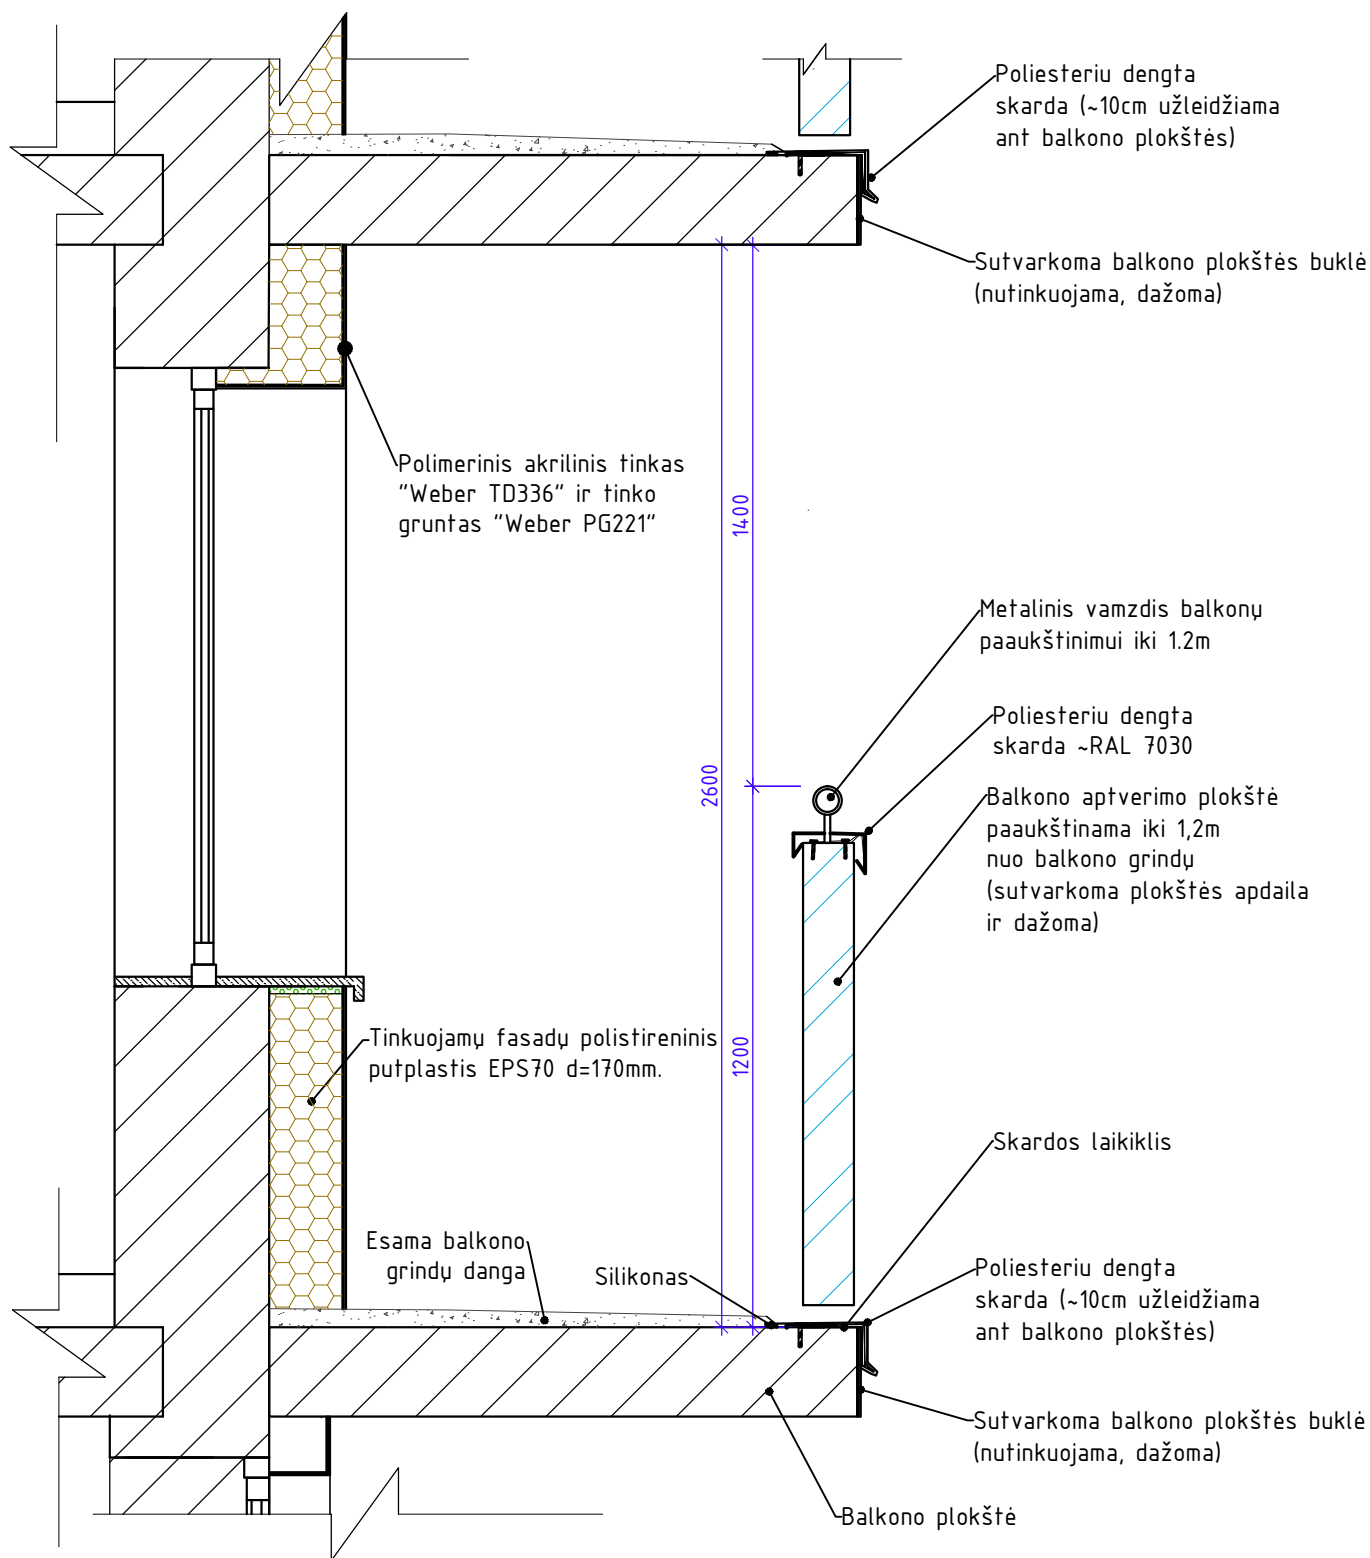 Poliesteriu dengta
skarda (~10cm užleidžiama
ant balkono plokštės)
Sutvarkoma balkono plokštės buklė
(nutinkuojama, dažoma)
Polimerinis akrilinis tinkas
"Weber TD336" ir tinko
gruntas "Weber PG221"
1400
Metalinis vamzdis balkonų
paaukštinimui iki 1.2m
Poliesteriu dengta
skarda ~RAL 7030
2600
Balkono aptverimo plokštė
paaukštinama iki 1,2m
nuo balkono grindų
(sutvarkoma plokštės apdaila
ir dažoma)
Tinkuojamų fasadų polistireninis
putplastis EPS70 d=170mm.
1200
Skardos laikiklis
Esama balkono
grindų danga
Silikonas
Poliesteriu dengta
skarda (~10cm užleidžiama
ant balkono plokštės)
Sutvarkoma balkono plokštės buklė
(nutinkuojama, dažoma)
Balkono plokštė